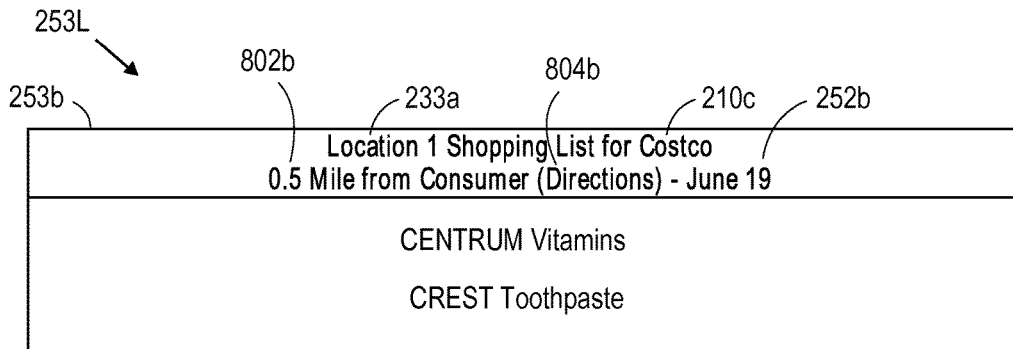 253L
802b
804b
253b
233a
210c
252b
Location 1 Shopping List for Costco
0.5 Mile from Consumer (Directions) - June 19
CENTRUM Vitamins
CREST Toothpaste